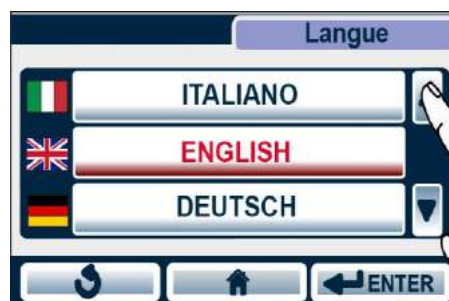 Langue
ITALIANO
ENGLISH
DEUTSCH
ENTER